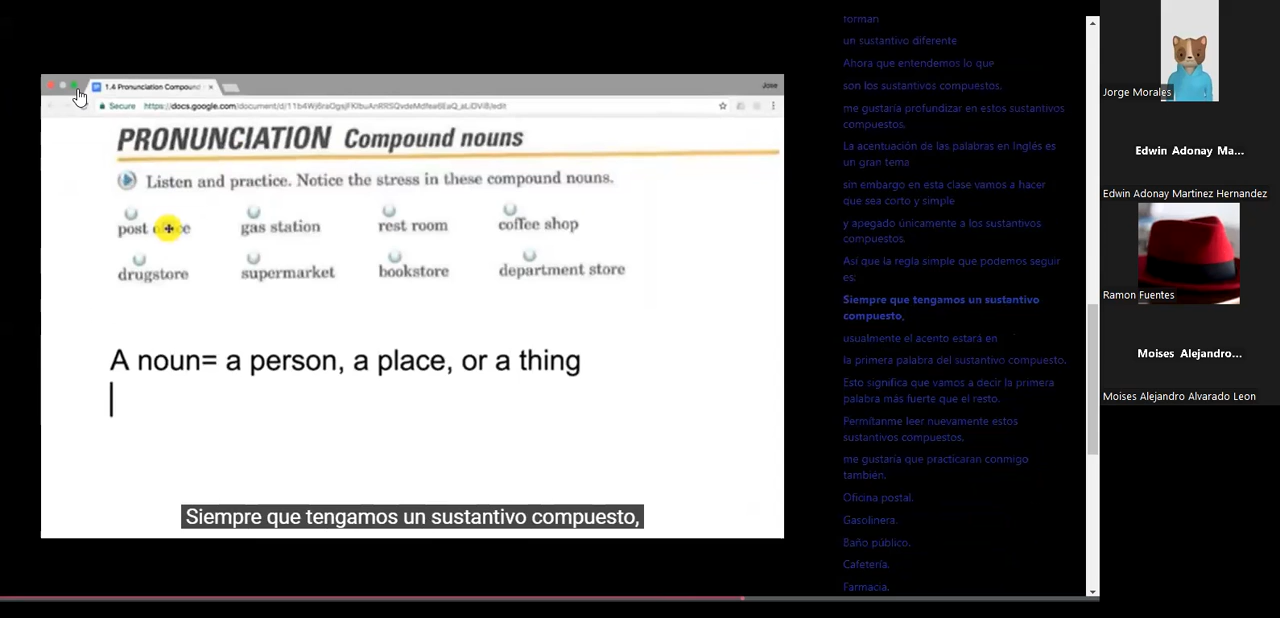 1.4 Pronunciation Compound
Jose
Secure
PRONUNCIATION Compound nouns
Listen and practice. Notice the stress in these compound nouns.
post gas station rest room coffee shop
drugstore supermarket bookstore department store
A noun= a person, a place, or a thing
Siempre que tengamos un sustantivo compuesto,
forman
un sustantivo diferente
Ahora que entendemos lo que
son los sustantivos compuestos.
me gustaría profundizar en estos sustantivos
compuestos.
La acentuación de las palabras en Inglés es
un gran tema
sin embargo en esta clase vamos a hacer
que sea corto y simple
y apegado únicamente a los sustantivos
compuestos.
Así que la regla simple que podemos seguir
es:
Siempre que tengamos un sustantivo
compuesto,
usualmente el acento estará en
la primera palabra del sustantivo compuesto.
Esto significa que vamos a decir la primera
palabra más fuerte que el resto.
Permítanme leer nuevamente estos
sustantivos compuestos,
me gustaría que practicaran conmigo
también.
Oficina postal.
Gasolinera.
Baño público.
Cafetería.
Farmacia.
Jorge Morales
Edwin Adonay Ma...
Edwin Adonay Martinez Hernandez
Ramon Fuentes
Moises Alejandro...
Moises Alejandro Alvarado Leon